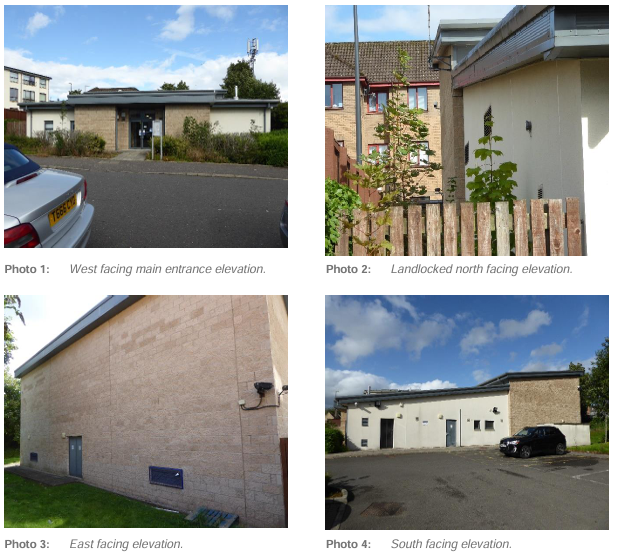 Photo 1: West facing main entrance elevation.
Photo 2: Landlocked north facing elevation.
Photo 3: East facing elevation.
Photo 4: South facing elevation.